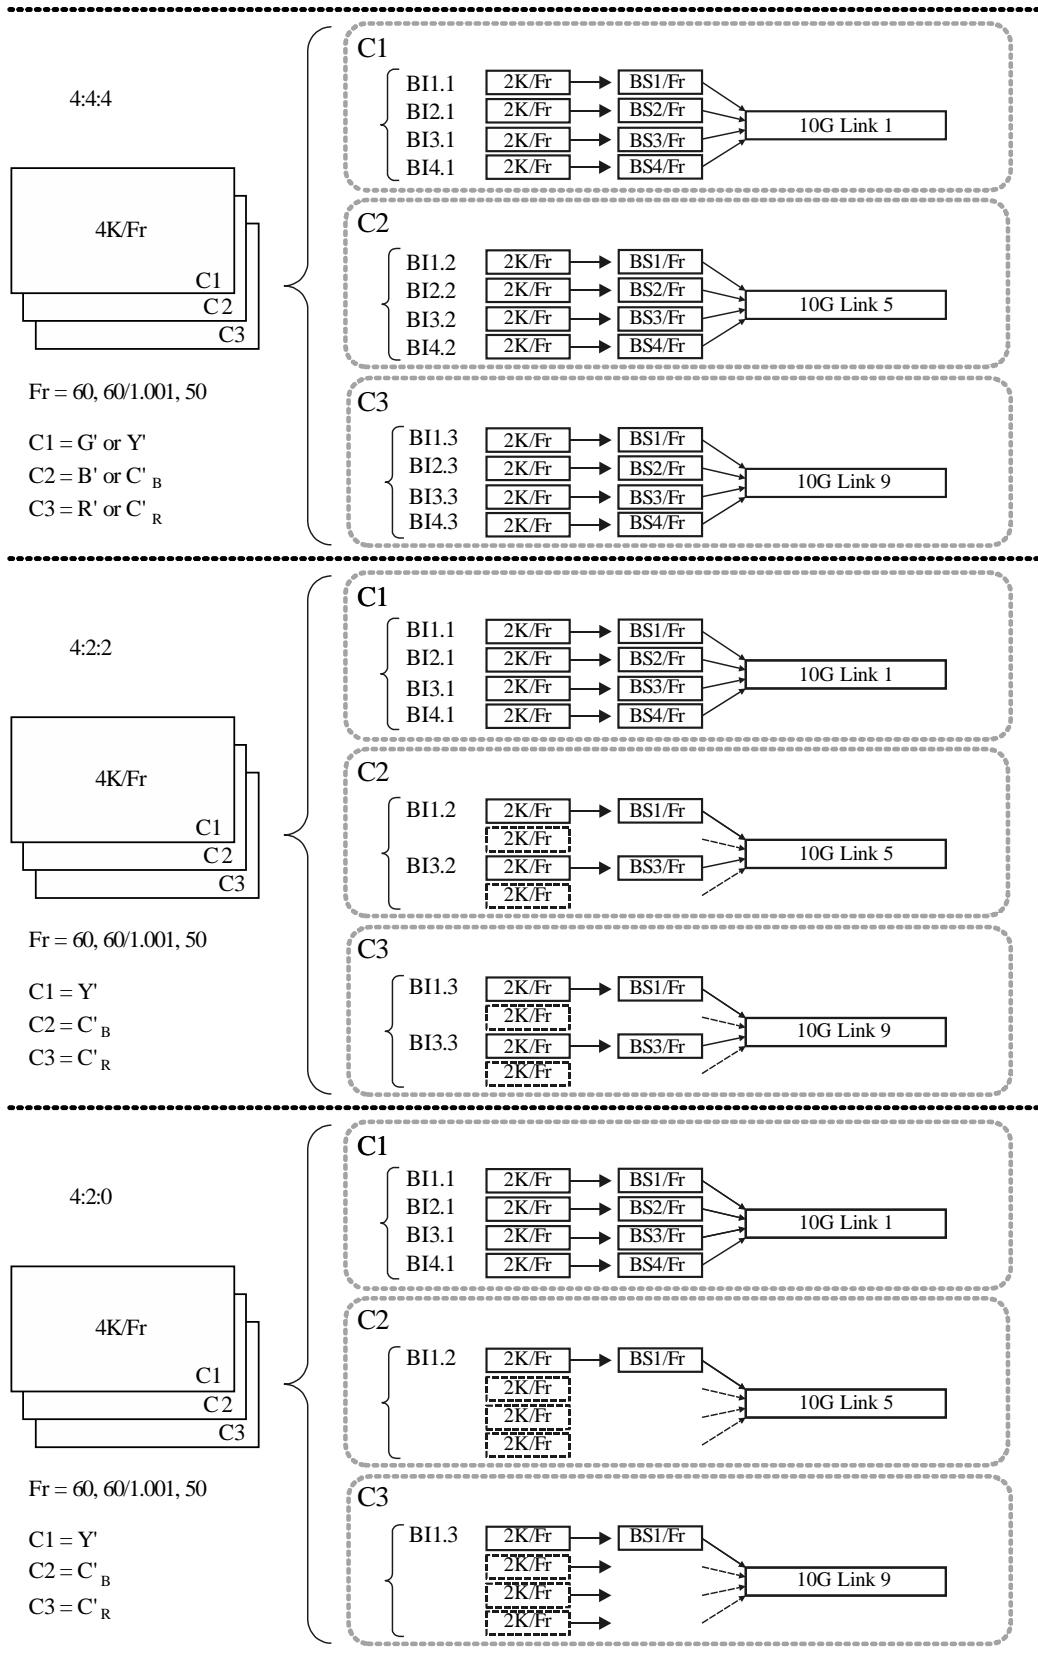 4:4:4
4K/Fr
C1
C2
C3
Fr = 60, 60/1.001, 50
C1 = G' or Y'
C2 = B' or C' B
C3 = R' or C' R
C1
BI1.1 2K/Fr BS1/Fr
BI2.1 2K/Fr BS2/Fr
BI3.1 2K/Fr BS3/Fr
BI4.1 2K/Fr BS4/Fr
10G Link 1
C2
BI1.2 2K/Fr BS1/Fr
BI2.2 2K/Fr BS2/Fr
BI3.2 2K/Fr BS3/Fr
BI4.2 2K/Fr BS4/Fr
10G Link 5
C3
BI1.3 2K/Fr BS1/Fr
BI2.3 2K/Fr BS2/Fr
BI3.3 2K/Fr BS3/Fr
BI4.3 2K/Fr BS4/Fr
10G Link 9
4:2:2
4K/Fr
C1
C2
C3
Fr = 60, 60/1.001, 50
C1 = Y'
C2 = C' B
C3 = C' R
C1
BI1.1 2K/Fr BS1/Fr
BI2.1 2K/Fr BS2/Fr
BI3.1 2K/Fr BS3/Fr
BI4.1 2K/Fr BS4/Fr
10G Link 1
C2
BI1.2 2K/Fr BS1/Fr
2K/Fr
BI3.2 2K/Fr BS3/Fr
2K/Fr
10G Link 5
C3
BI1.3 2K/Fr BS1/Fr
2K/Fr
BI3.3 2K/Fr BS3/Fr
2K/Fr
10G Link 9
4:2:0
4K/Fr
C1
C2
C3
Fr = 60, 60/1.001, 50
C1 = Y'
C2 = C' B
C3 = C' R
C1
BI1.1 2K/Fr BS1/Fr
BI2.1 2K/Fr BS2/Fr
BI3.1 2K/Fr BS3/Fr
BI4.1 2K/Fr BS4/Fr
10G Link 1
C2
BI1.2 2K/Fr BS1/Fr
2K/Fr
2K/Fr
2K/Fr
10G Link 5
C3
BI1.3 2K/Fr BS1/Fr
2K/Fr
2K/Fr
2K/Fr
10G Link 9